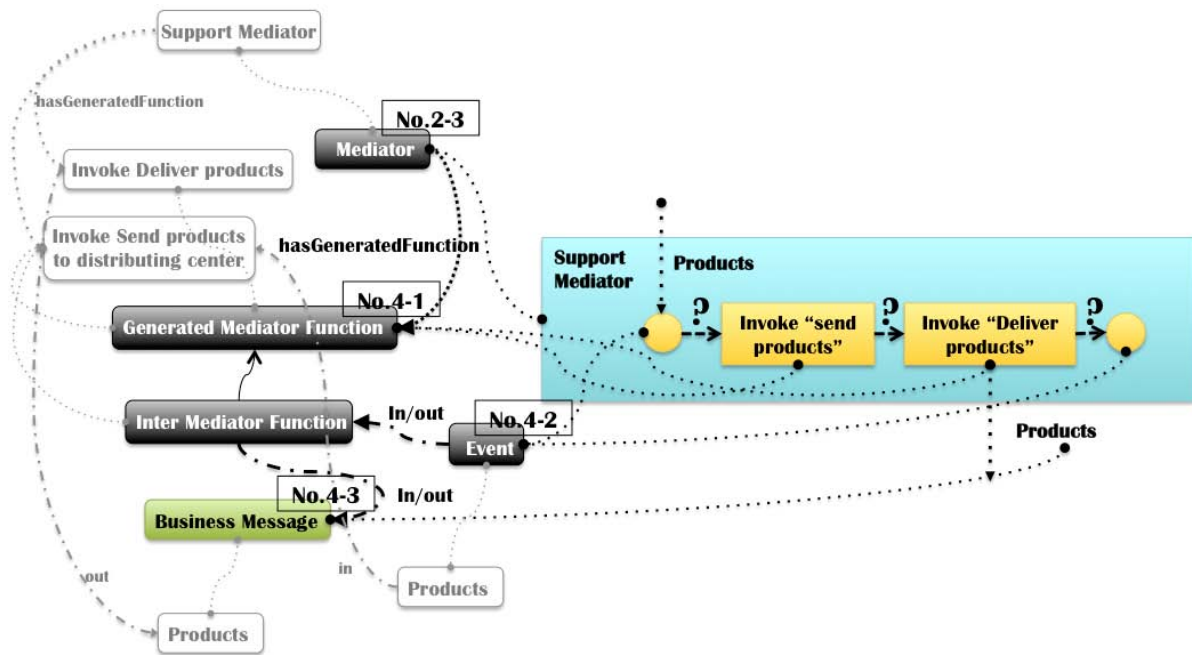 Support Mediator
hasGeneratedFunction
No.2-3
Mediator
Invoke Deliver products
Invoke Send products
to distributing center
hasGeneratedFunction
Support
Mediator
Products
No.4-1
Generated Mediator Function
?
Invoke “send
products”
?
Invoke “Deliver
products”
?
Inter Mediator Function
In/out
No.4-2
Event
Products
No.4-3
In/out
Business Message
out
in
Products
Products